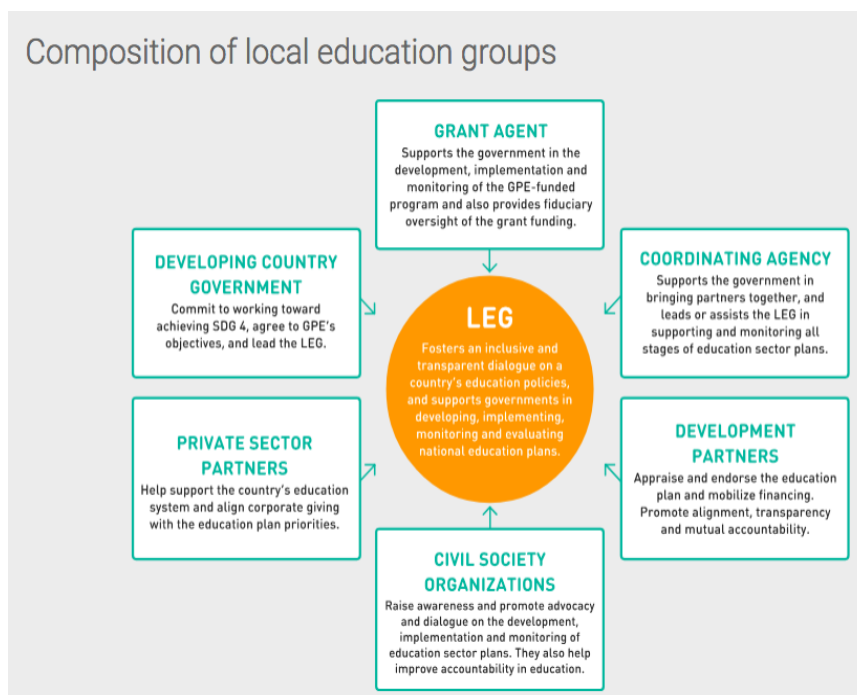 Composition of local education groups
GRANT AGENT
Supports the government in the
development, implementation and
monitoring of the GPE-funded
program and also provides fiduciary
oversight of the grant funding.
DEVELOPING COUNTRY
GOVERNMENT
Commit to working toward
achieving SDG 4, agree to GPE's
objectives, and lead the LEG.
COORDINATING AGENCY
Supports the government in
bringing partners together, and
leads or assists the LEG in
supporting and monitoring all
stages of education sector plans.
LEG
Fosters an inclusive and
transparent dialogue on a
country's education policies,
and supports governments in
developing, implementing,
monitoring and evaluating
national education plans.
PRIVATE SECTOR
PARTNERS
Help support the country's education
system and align corporate giving
with the education plan priorities.
DEVELOPMENT
PARTNERS
Appraise and endorse the education
plan and mobilize financing.
Promote alignment, transparency
and mutual accountability.
CIVIL SOCIETY
ORGANIZATIONS
Raise awareness and promote advocacy
and dialogue on the development,
implementation and monitoring of
education sector plans. They also help
improve accountability in education.